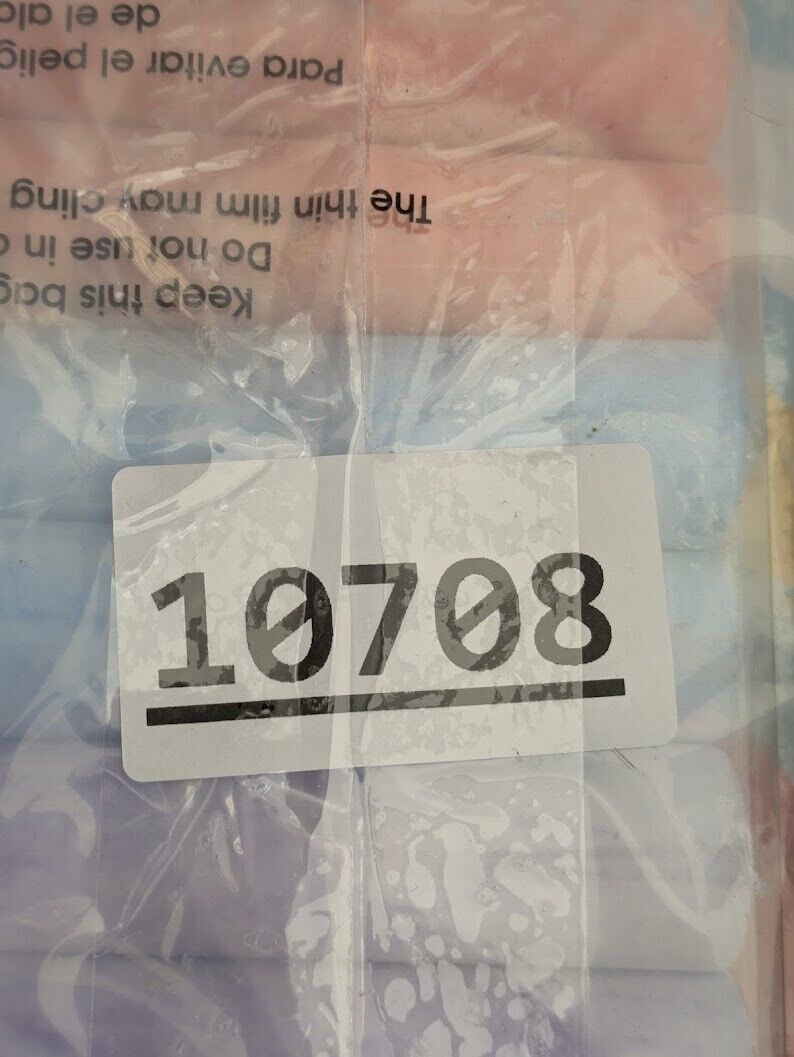 10708
Keep this bag
Do not use in
The thin film may cling
Para evitar el pelig
de el alc